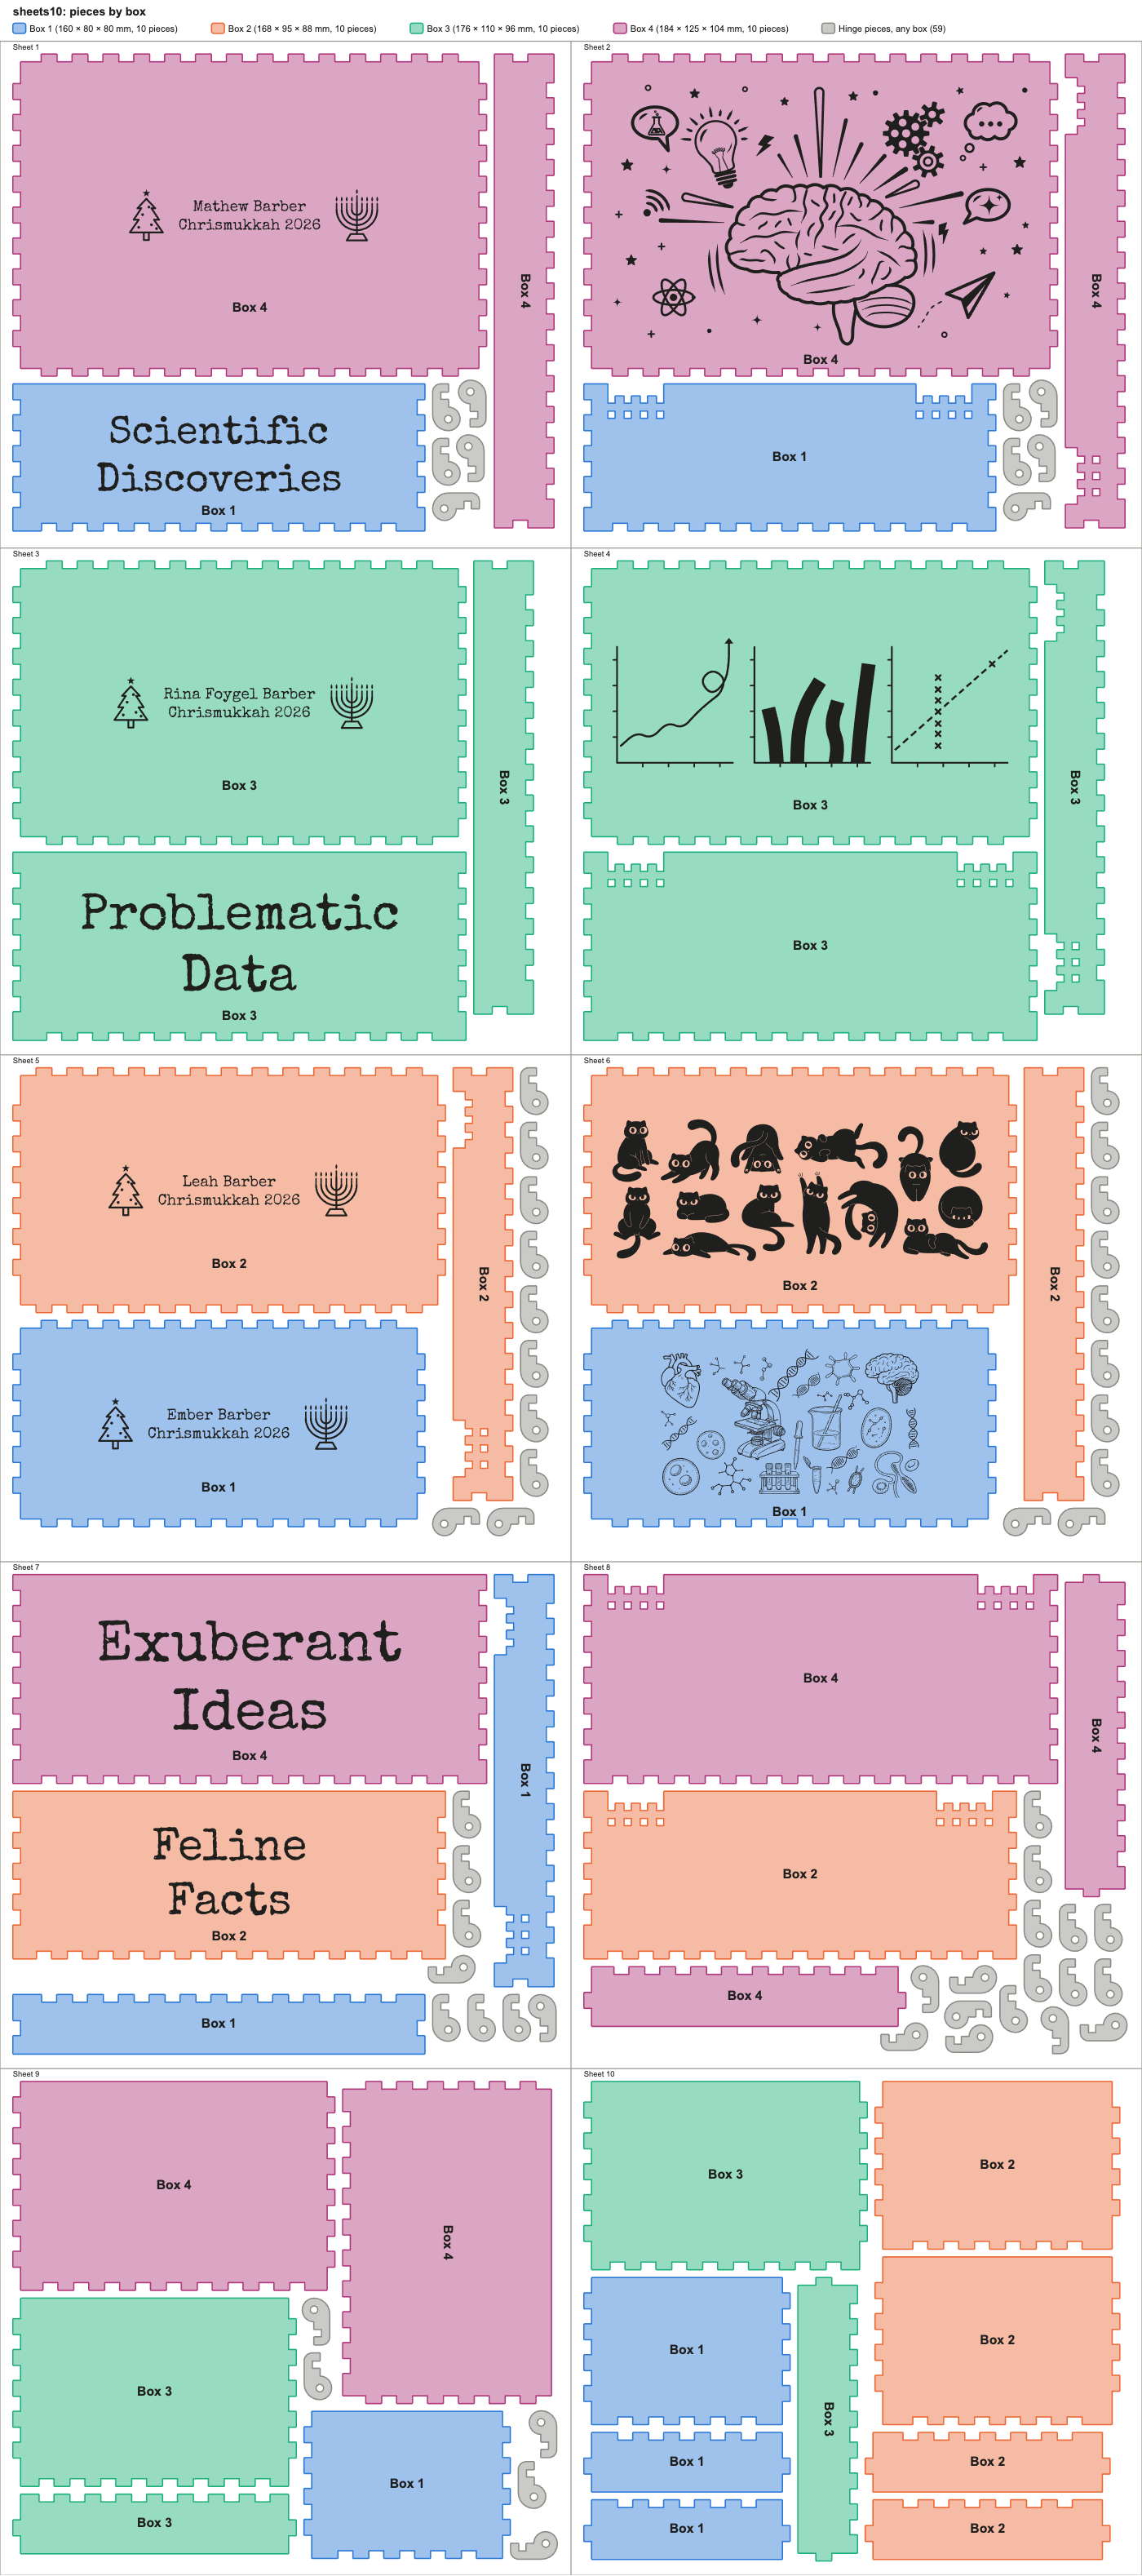 sheets10: pieces by box
Box 1 (160 × 80 × 80 mm, 10 pieces)
Box 2 (168 × 95 × 88 mm, 10 pieces)
Box 3 (176 × 110 × 96 mm, 10 pieces)
Box 4 (184 × 125 × 104 mm, 10 pieces)
Hinge pieces, any box (59)
Sheet 1
Mathew Barber
Chrismukkah 2026
Box 4
Box 4
Scientific
Discoveries
Box 1
Sheet 2
Box 4
Box 4
Box 1
Sheet 3
Rina Foygel Barber
Chrismukkah 2026
Box 3
Box 3
Problematic
Data
Box 3
Sheet 4
Box 3
Box 3
Box 3
Sheet 5
Leah Barber
Chrismukkah 2026
Box 2
Box 2
Ember Barber
Chrismukkah 2026
Box 1
Sheet 6
Box 2
Box 2
Box 1
Sheet 7
Exuberant
Ideas
Box 4
Box 1
Feline
Facts
Box 2
Box 1
Sheet 8
Box 4
Box 4
Box 2
Box 4
Sheet 9
Box 4
Box 4
Box 3
Box 1
Box 3
Sheet 10
Box 3
Box 2
Box 1
Box 2
Box 3
Box 1
Box 2
Box 1
Box 2